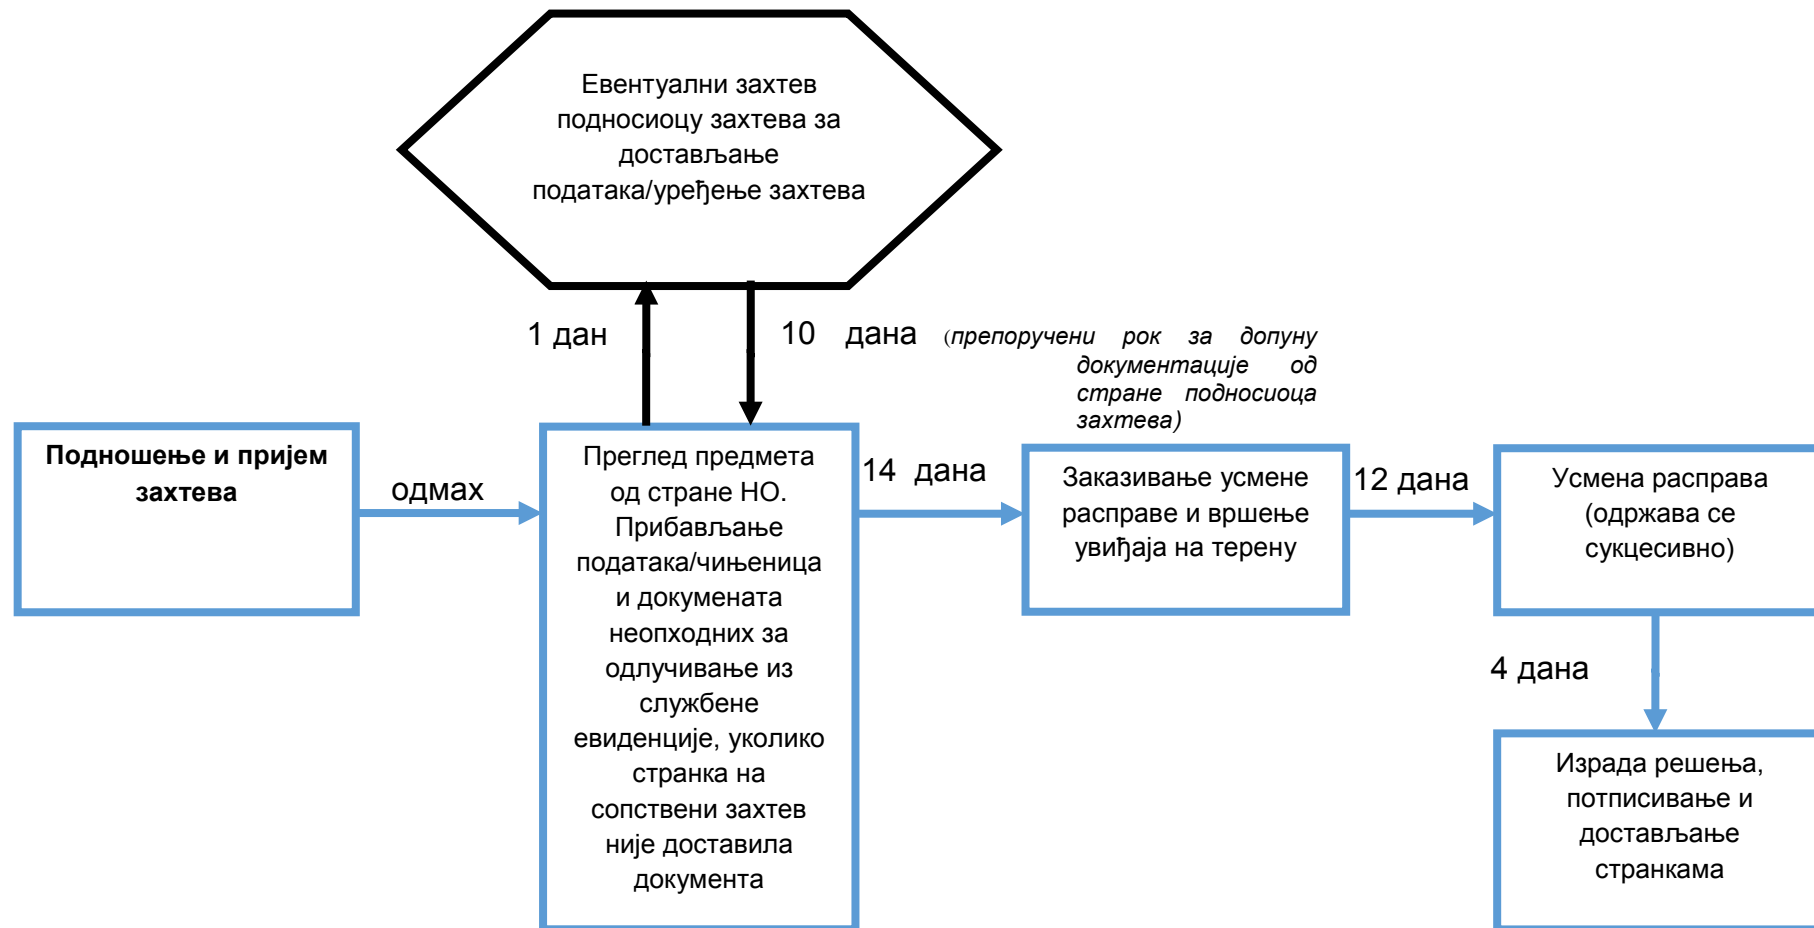 Евентуални захтев
подносиоцу захтева за
достављање
података/уређење захтева
1 дан
10 дана (препоручени рок за допуну
документације од
стране подносиоца
захтева)
Подношење и пријем
захтева
одмах
Преглед предмета
од стране НО.
Прибављање
података/чињеница
и докумената
неопходних за
одлучивање из
службене
евиденције, уколико
странка на
сопствени захтев
није доставила
документа
14 дана
Заказивање усмене
расправе и вршење
увиђаја на терену
12 дана
Усмена расправа
(одржава се
сукцесивно)
4 дана
Израда решења,
потписивање и
достављање
странкама